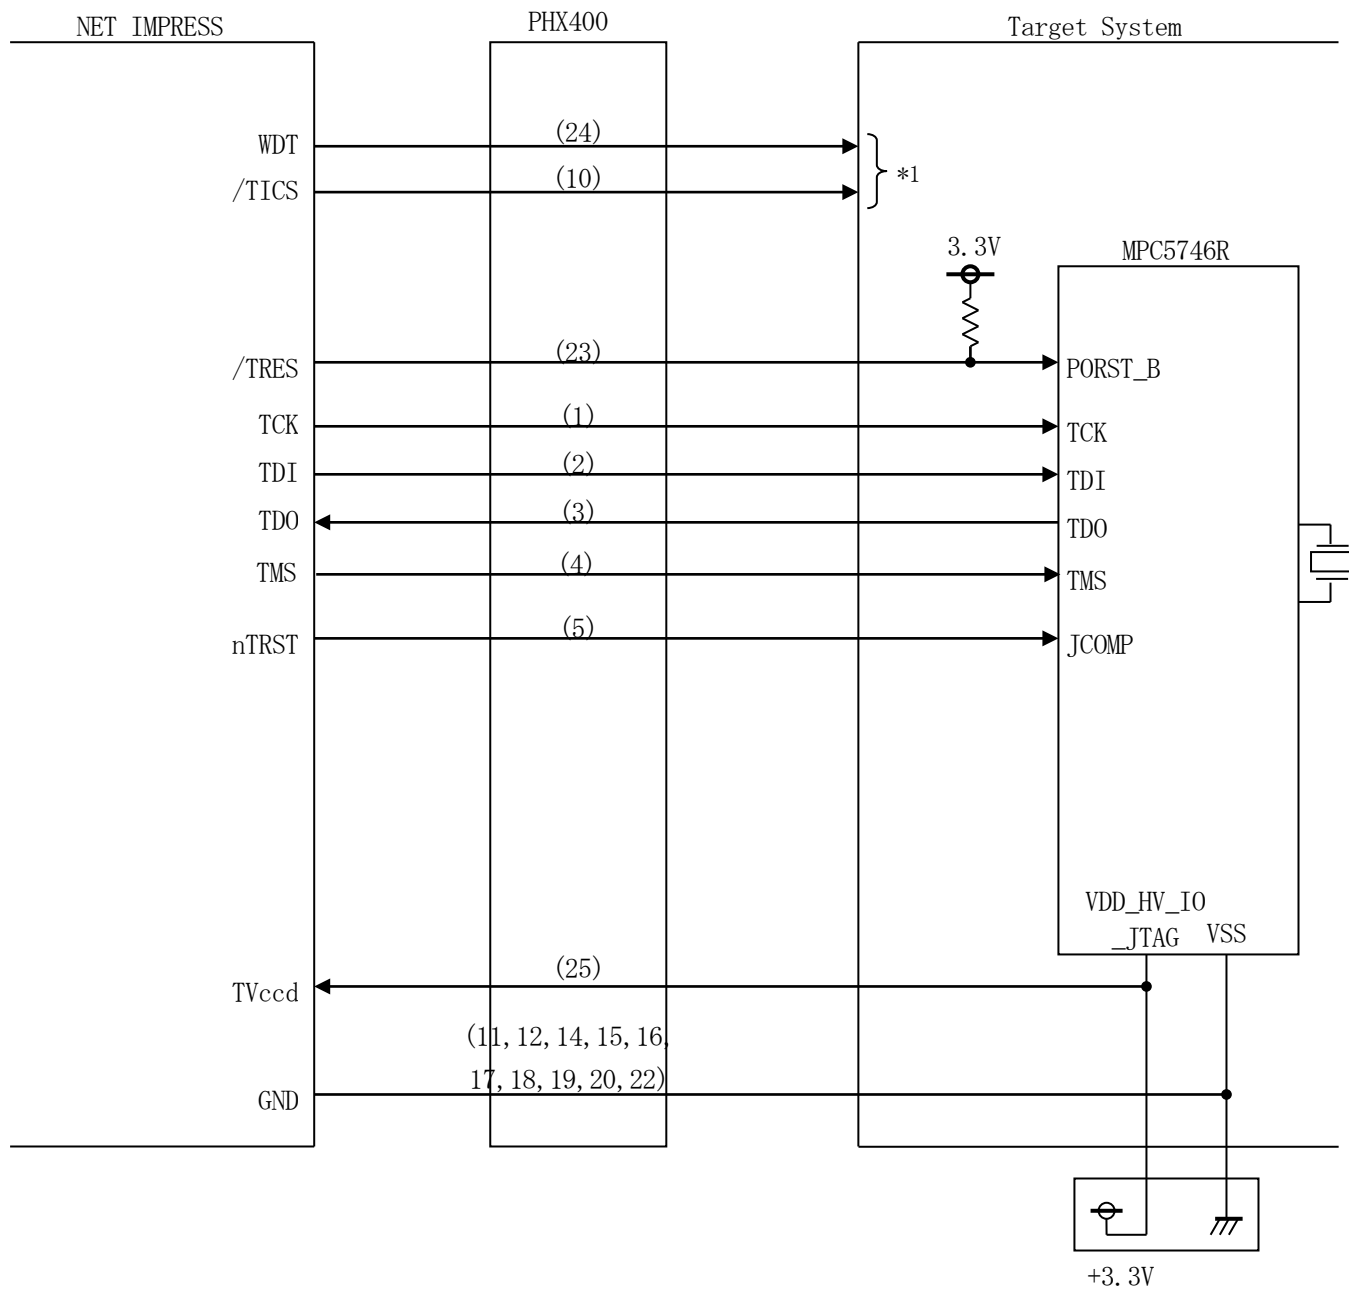 NET IMPRESS
PHX400
Target System
WDT
(24)
/TICS
(10)
*1
3.3V
MPC5746R
/TRES
(23)
PORST_B
TCK
(1)
TCK
TDI
(2)
TDI
TDO
(3)
TDO
TMS
(4)
TMS
nTRST
(5)
JCOMP
VDD_HV_IO
_JTAG
VSS
TVccd
(25)
(11,12,14,15,16,
17,18,19,20,22)
GND
+3.3V